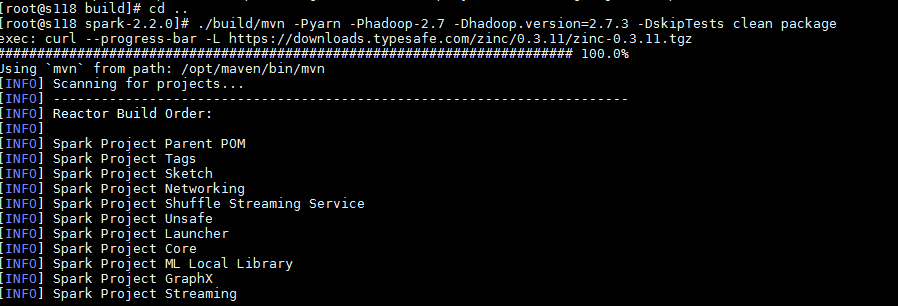 [root@s118 build]# cd ..
[root@s118 spark-2.2.0]# ./build/mvn -Pyarn -Phadoop-2.7 -Dhadoop.version=2.7.3 -DskipTests clean package
exec: curl --progress-bar -L https://downloads.typesafe.com/zinc/0.3.11/zinc-0.3.11.tgz
######################################################################## 100.0%
Using `mvn` from path: /opt/maven/bin/mvn
[INFO] Scanning for projects...
[INFO] ------------------------------------------------------------------------
[INFO] Reactor Build Order:
[INFO]
[INFO] Spark Project Parent POM
[INFO] Spark Project Tags
[INFO] Spark Project Sketch
[INFO] Spark Project Networking
[INFO] Spark Project Shuffle Streaming Service
[INFO] Spark Project Unsafe
[INFO] Spark Project Launcher
[INFO] Spark Project Core
[INFO] Spark Project ML Local Library
[INFO] Spark Project GraphX
[INFO] Spark Project Streaming